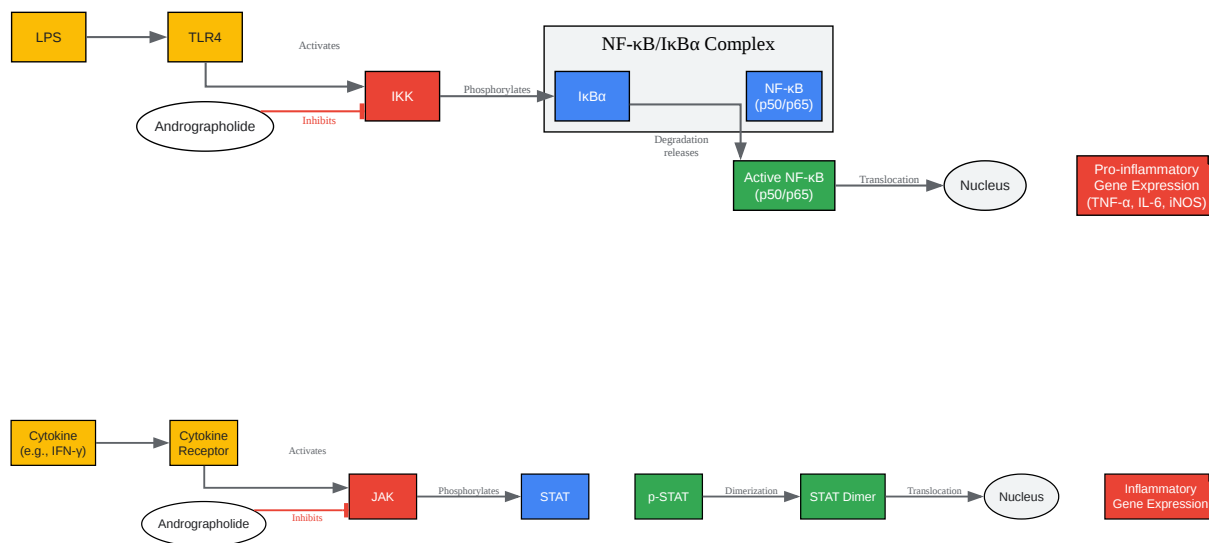 LPS
TLR4
Activates
Andrographolide
Inhibits
IKK
Phosphorylates
NF-κB/IκBα Complex
IκBα
NF-κB
(p50/p65)
Degradation
releases
Active NF-κB
(p50/p65)
Translocation
Nucleus
Pro-inflammatory
Gene Expression
(TNF-α, IL-6, iNOS)
Cytokine
(e.g., IFN-γ)
Cytokine
Receptor
Activates
Andrographolide
Inhibits
JAK
Phosphorylates
STAT
p-STAT
Dimerization
STAT Dimer
Translocation
Nucleus
Inflammatory
Gene Expression